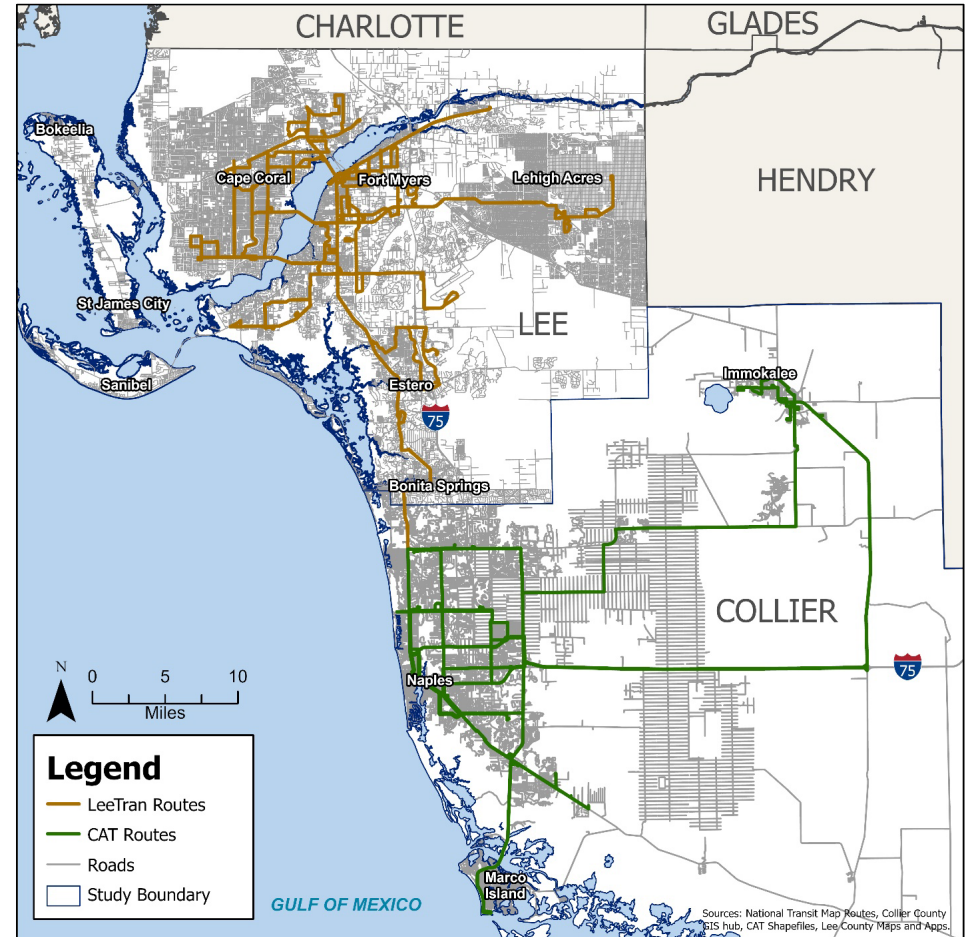 CHARLOTTE
GLADES
Bokeelia
Cape Coral
Fort Myers
Lehigh Acres
HENDRY
St James City
LEE
Sanibel
Estero
Immokalee
75
Bonita Springs
COLLIER
75
Naples
N
0 5 10
Miles
Legend
LeeTran Routes
CAT Routes
Roads
Study Boundary
Marco
Island
GULF OF MEXICO
Sources: National Transit Map Routes, Collier County
GIS hub, CAT Shapefiles, Lee County Maps and Apps.